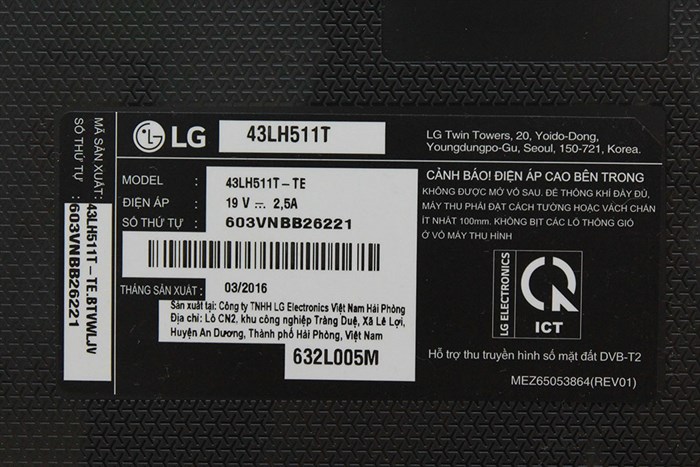 LG
43LH511T
LG Twin Towers, 20, Yoido-Dong,
Youngdungpo-Gu, Seoul, 150-721, Korea.
MODEL : 43LH511T-TE
ĐIỆN ÁP : 19 V ⎓ 2,5A
SỐ THỨ TỰ : 603VNBB26221
THÁNG SẢN XUẤT : 03/2016
Sản xuất tại: Công ty TNHH LG Electronics Việt Nam Hải Phòng
Địa chỉ: Lô CN2, khu công nghiệp Tràng Duệ, Xã Lê Lợi,
Huyện An Dương, Thành phố Hải Phòng, Việt Nam
632L005M
CẢNH BÁO! ĐIỆN ÁP CAO BÊN TRONG
KHÔNG ĐƯỢC MỞ VỎ SAU. ĐỂ THÔNG KHÍ ĐẦY ĐỦ,
MÁY THU PHẢI ĐẶT CÁCH TƯỜNG HOẶC VÁCH CHẮN
ÍT NHẤT 100mm. KHÔNG BỊT CÁC LỖ THÔNG GIÓ
Ở VỎ MÁY THU HÌNH
LG ELECTRONICS
ICT
Hỗ trợ thu truyền hình số mặt đất DVB-T2
MEZ65053864(REV01)
MÃ SẢN XUẤT: 43LH511T-TE.BTVWLJV
SỐ THỨ TỰ : 603VNBB26221